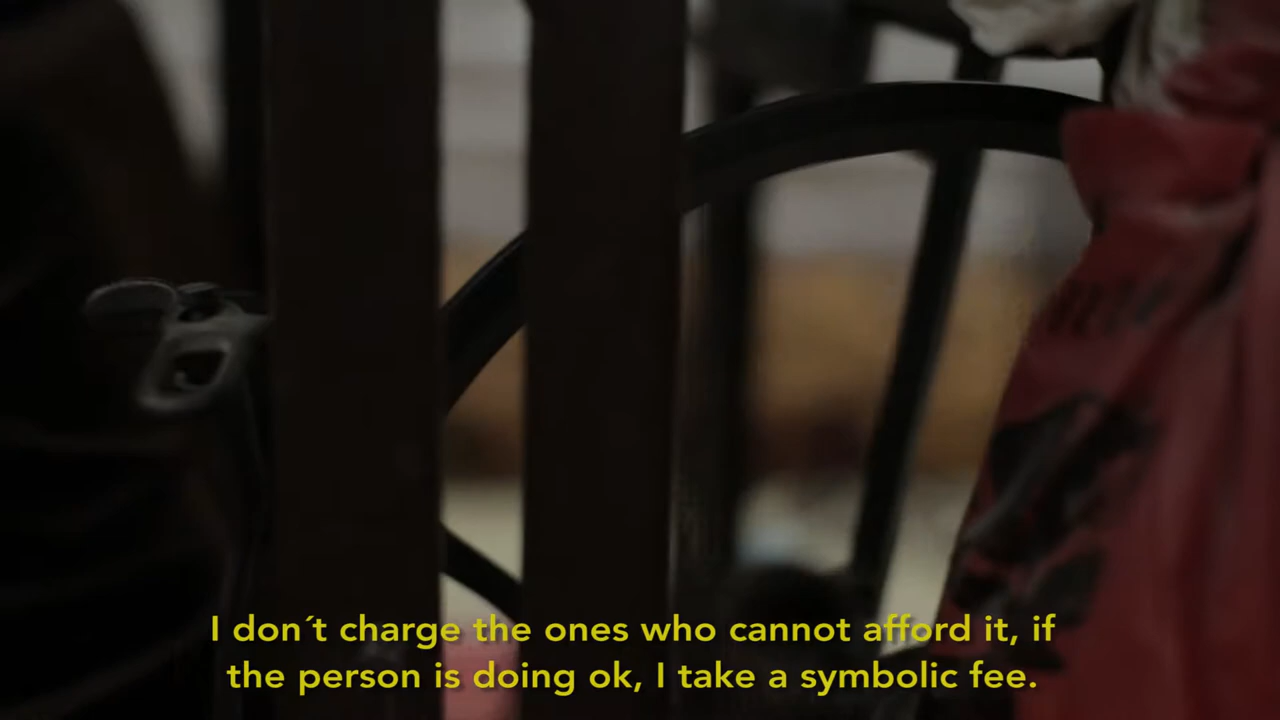 I don´t charge the ones who cannot afford it, if
the person is doing ok, I take a symbolic fee.